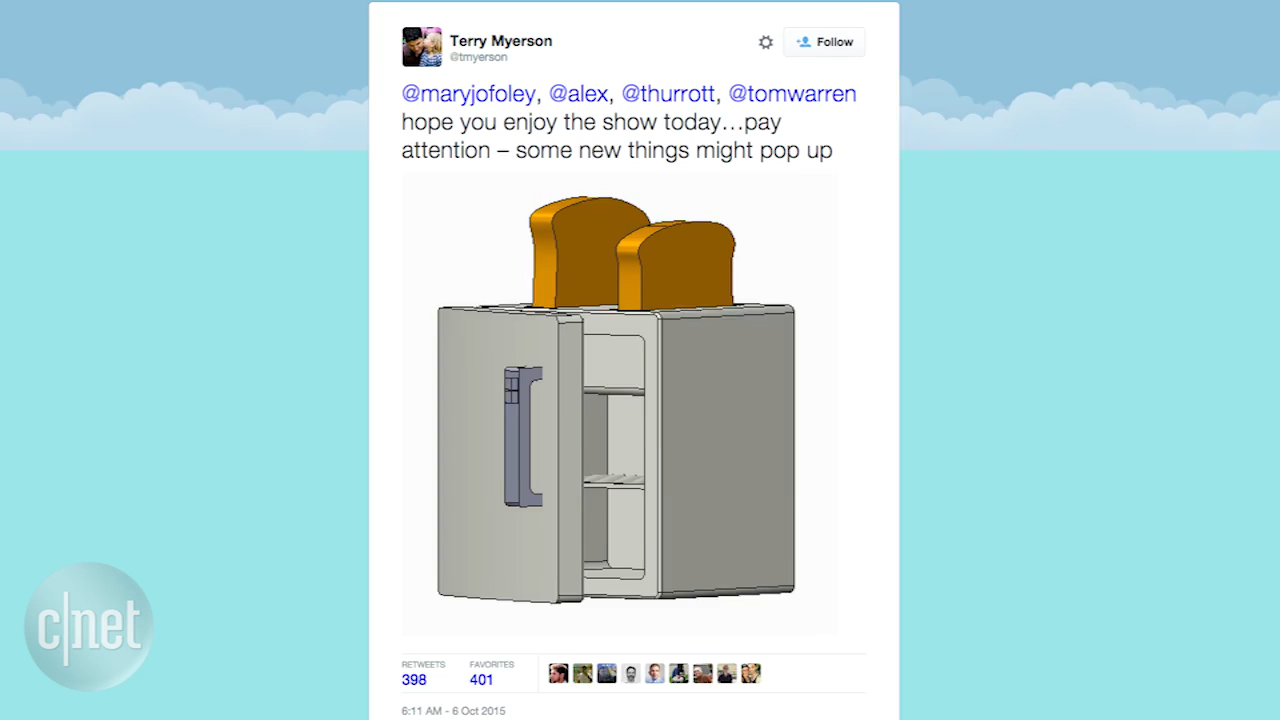 Terry Myerson
@tmyerson
Follow
@maryjofoley, @alex, @thurrott, @tomwarren
hope you enjoy the show today…pay
attention – some new things might pop up
RETWEETS
398
FAVORITES
401
6:11 AM - 6 Oct 2015
c|net